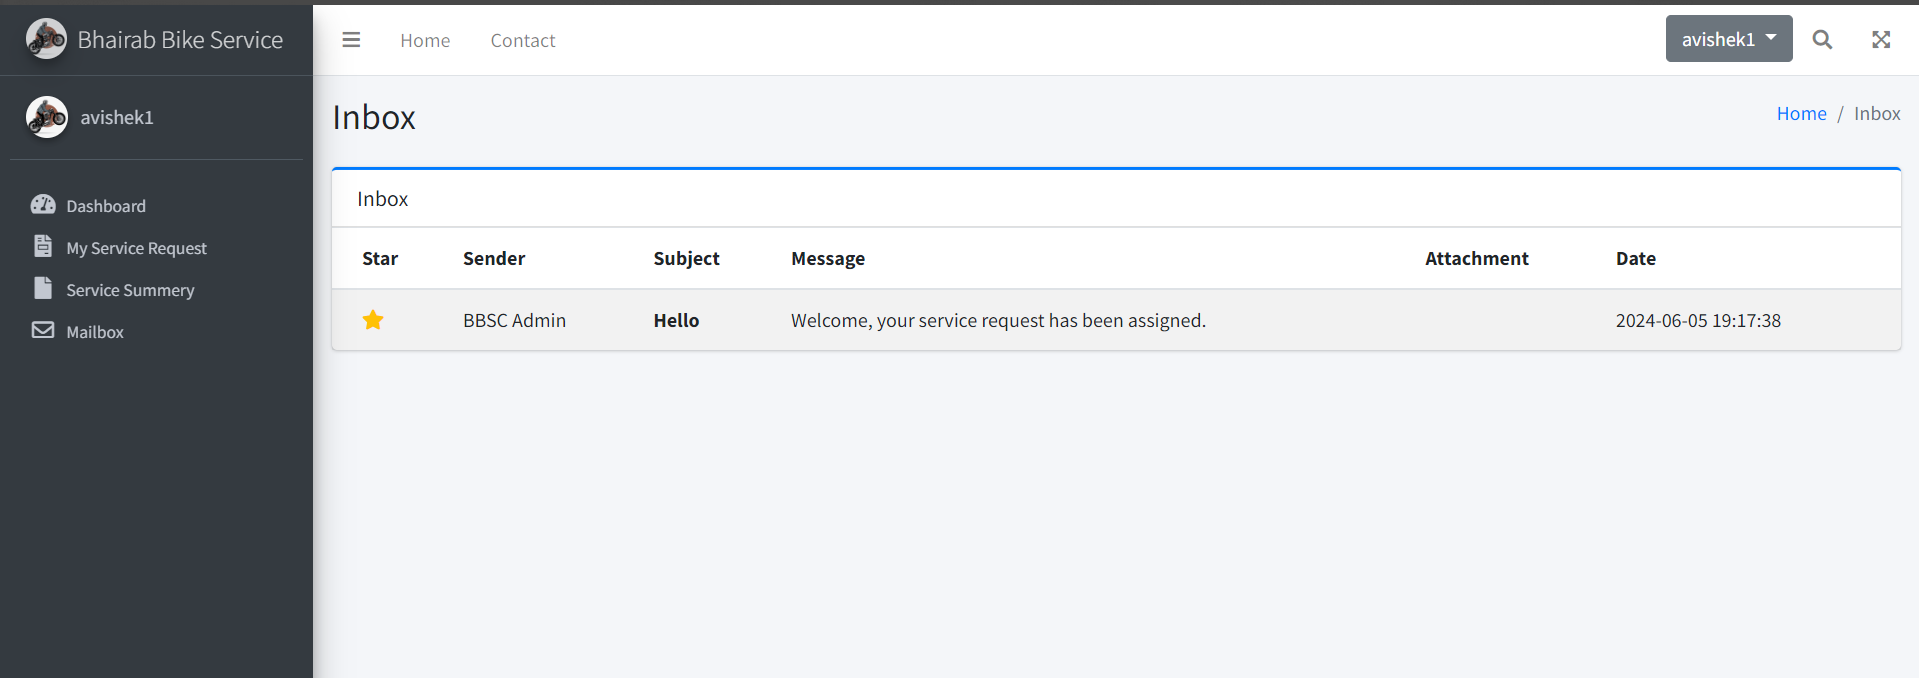 Bhairab Bike Service
Home
Contact
avishek1
avishek1
Inbox
Home / Inbox
Dashboard
My Service Request
Service Summery
Mailbox
Inbox
Star Sender Subject Message Attachment Date
BBSC Admin Hello Welcome, your service request has been assigned. 2024-06-05 19:17:38